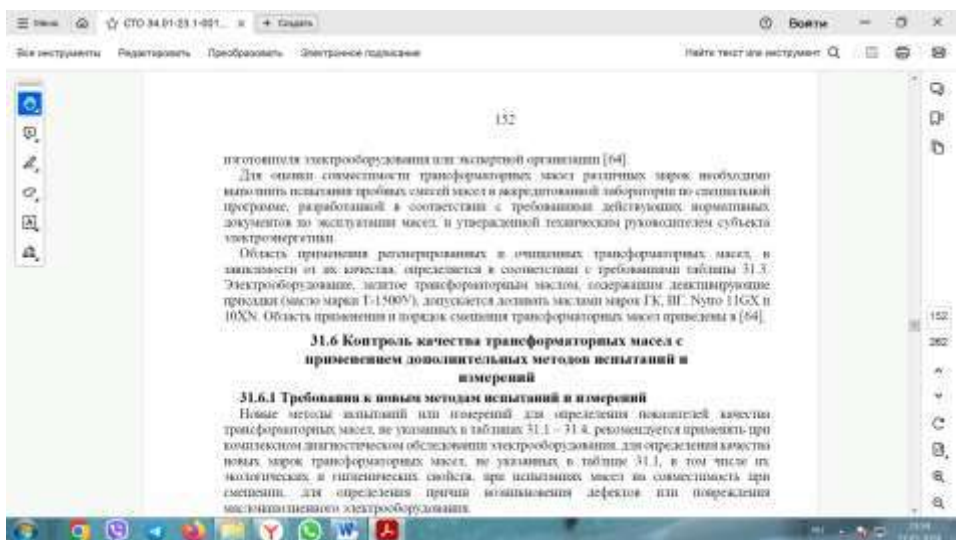 Меню
СТО 34.01-23.1-001...
+ Создать
Войти
Все инструменты
Редактировать
Преобразовать
Электронное подписание
Найти текст или инструмент
152
изготовителя электрооборудования или экспертной организации [64].
Для оценки совместимости трансформаторных масел различных марок необходимо
выполнить испытания пробных смесей масел в аккредитованной лаборатории по специальной
программе, разработанной в соответствии с требованиями действующих нормативных
документов по эксплуатации масел, и утвержденной техническим руководителем субъекта
электроэнергетики.
Область применения регенерированных и очищенных трансформаторных масел, в
зависимости от их качества, определяется в соответствии с требованиями таблицы 31.3.
Электрооборудование, залитое трансформаторным маслом, содержащим деактивирующие
присадки (масло марки Т-1500У), допускается доливать маслами марок ГК, ВГ, Nytro 11GX и
10XN. Область применения и порядок смешения трансформаторных масел приведены в [64].
31.6 Контроль качества трансформаторных масел с
применением дополнительных методов испытаний и
измерений
31.6.1 Требования к новым методам испытаний и измерений
Новые методы испытаний или измерений для определения показателей качества
трансформаторных масел, не указанных в таблицах 31.1 – 31.4, рекомендуется применять при
комплексном диагностическом обследовании электрооборудования, для определения качества
новых марок трансформаторных масел, не указанных в таблице 31.1, в том числе их
экологических и гигиенических свойств, при испытаниях масел на совместимость при
смешении, для определения причин возникновения дефектов или повреждения
маслонаполненного электрооборудования.
152
262